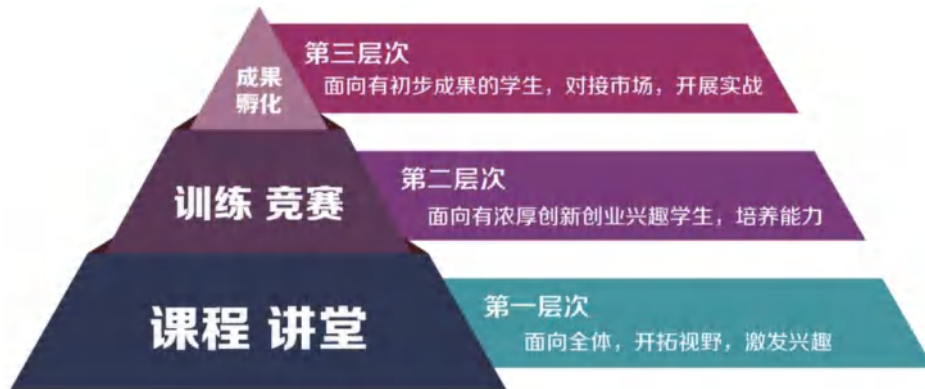 成果
孵化
第三层次
面向有初步成果的学生，对接市场，开展实战
训练 竞赛
第二层次
面向有浓厚创新创业兴趣学生，培养能力
课程 讲堂
第一层次
面向全体，开拓视野，激发兴趣